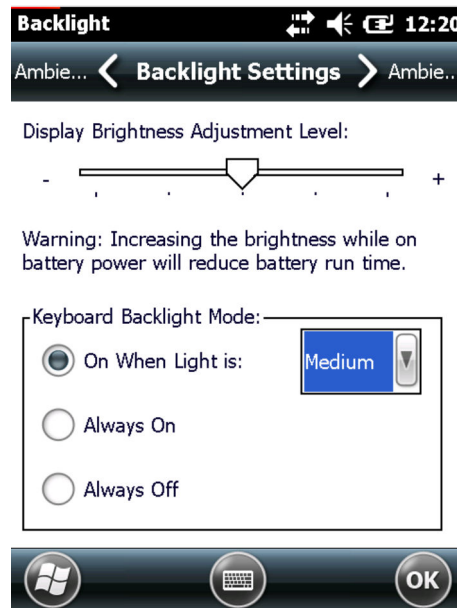 Backlight 12:20
Ambie... Backlight Settings Ambie..
Display Brightness Adjustment Level:
- +
Warning: Increasing the brightness while on
battery power will reduce battery run time.
Keyboard Backlight Mode:
On When Light is: Medium
Always On
Always Off
OK